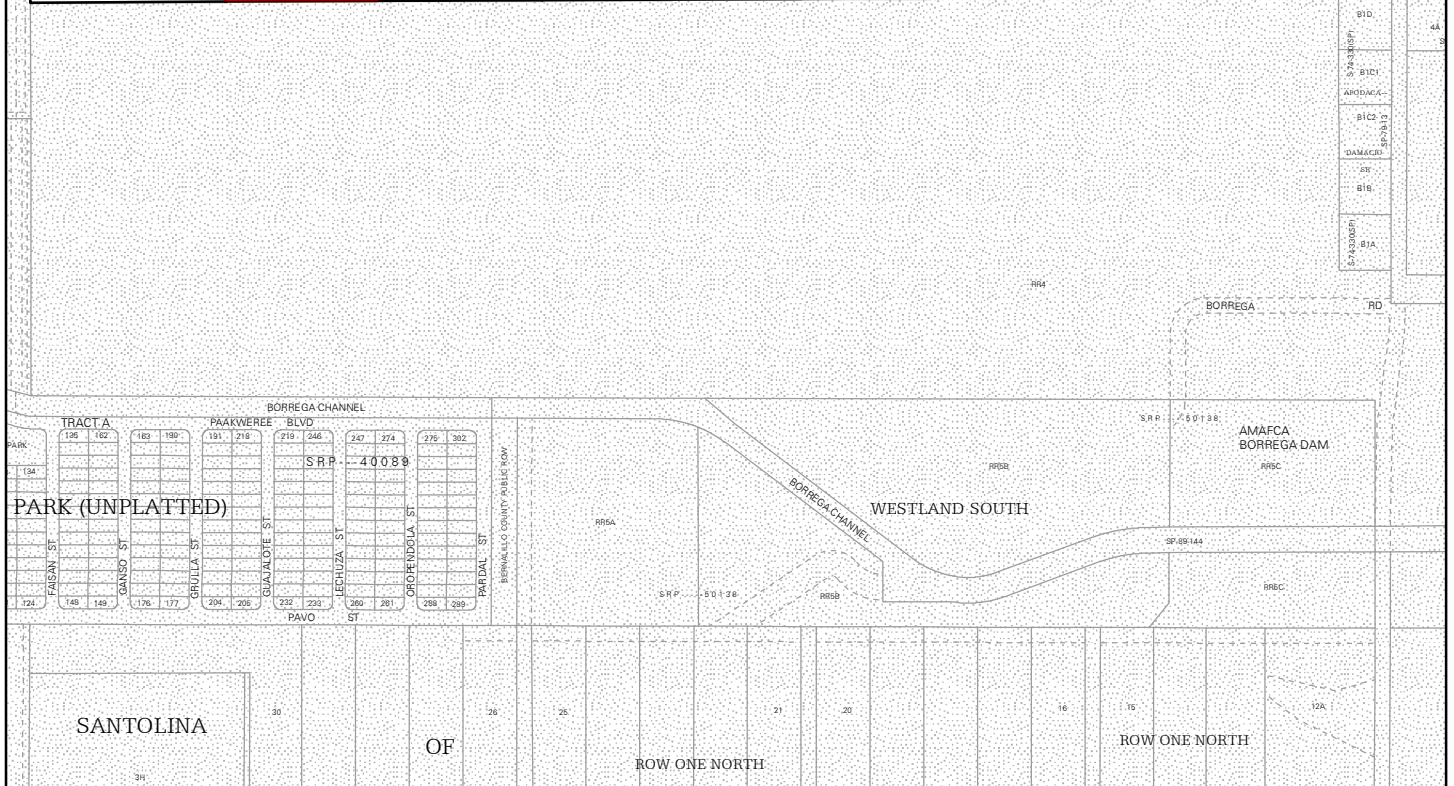 B1D
4A
S-74-330(SP)
B1C1
APODACA
B1C2
SP-79-13
DAMACIO
SE
B1B
S-74-330(SP)
B1A
RR4
BORREGA RD
BORREGA CHANNEL
TRACT A
PAAKWEREE BLVD
SRP---50138
AMAFCA
BORREGA DAM
PARK
135 162 163 190 191 218 219 246 247 274 275 302
SRP---40089
134
RR5B
RR5C
PARK (UNPLATTED)
BORREGA CHANNEL
WESTLAND SOUTH
RR5A
BERNALILLO COUNTY PUBLIC ROW
SP-89-144
FAISAN ST
GANSO ST
GRULLA ST
GUAJALOTE ST
LECHUZA ST
OROPENDOLA ST
PARDAL ST
RR5C
SRP---50138
RR5B
124 148 149 176 177 204 205 232 233 260 261 288 289
PAVO ST
30
26
25
21
20
16
15
12A
SANTOLINA
OF
ROW ONE NORTH
ROW ONE NORTH
3H